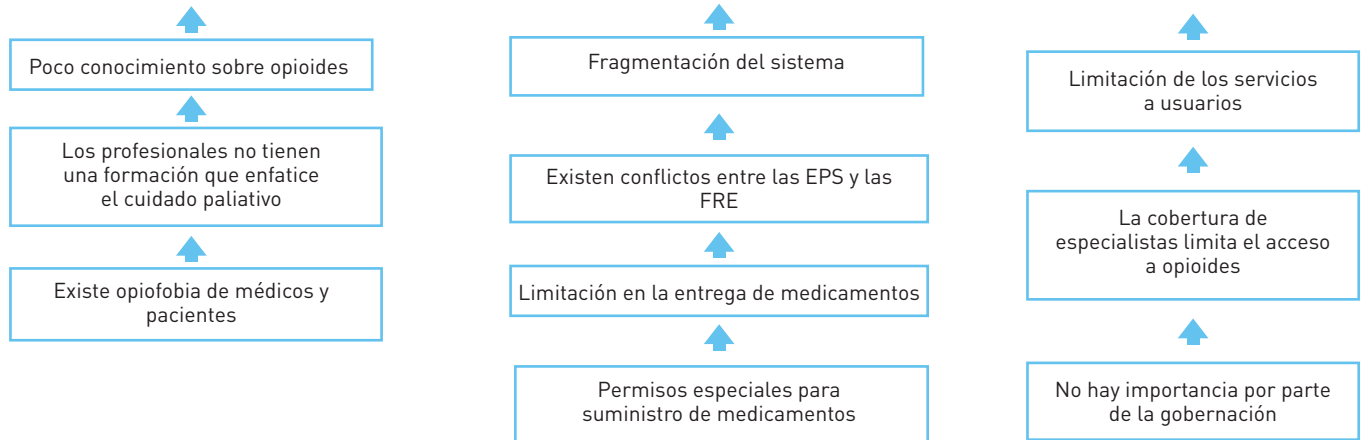 Poco conocimiento sobre opioides
Los profesionales no tienen
una formación que enfatice
el cuidado paliativo
Existe opiofobia de médicos y
pacientes
Fragmentación del sistema
Existen conflictos entre las EPS y las
FRE
Limitación en la entrega de medicamentos
Permisos especiales para
suministro de medicamentos
Limitación de los servicios
a usuarios
La cobertura de
especialistas limita el acceso
a opioides
No hay importancia por parte
de la gobernación